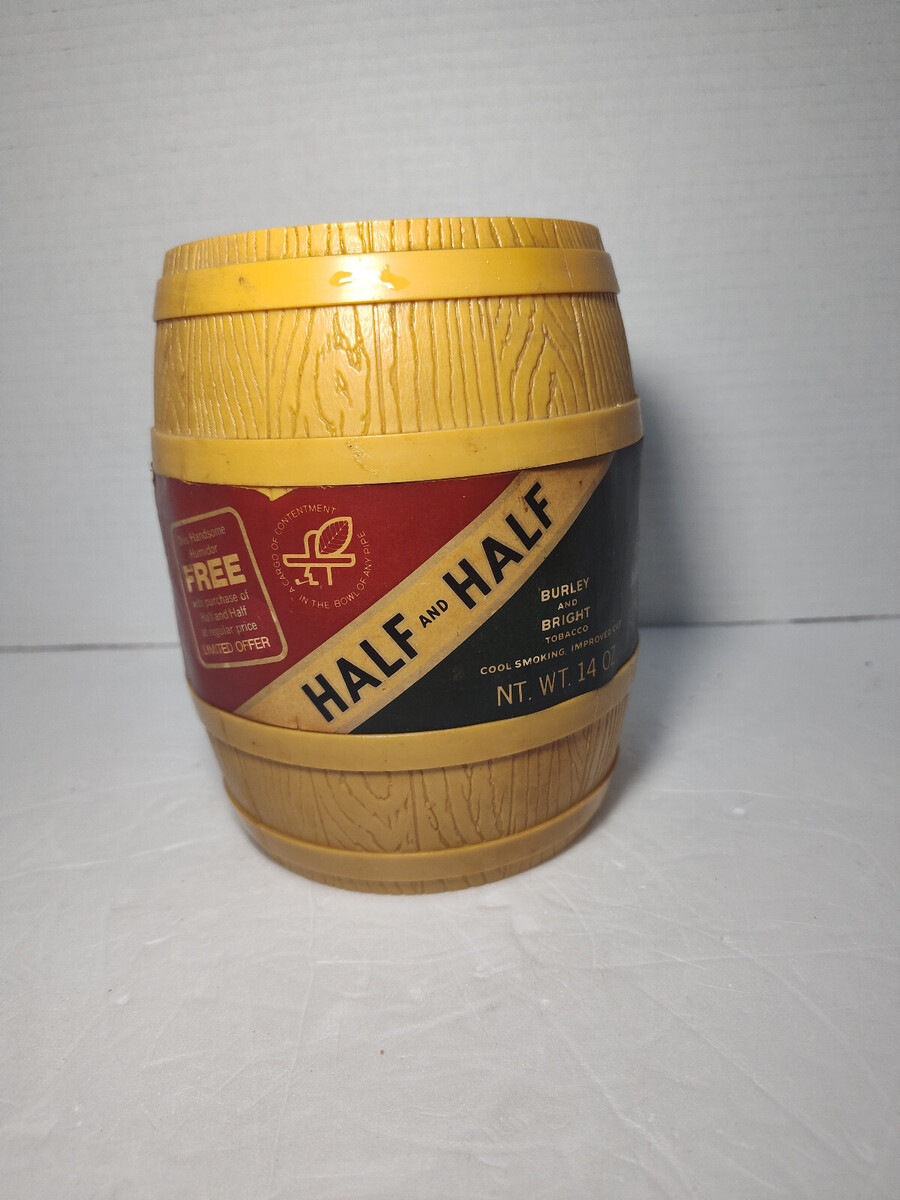 This Handsome
Humidor
FREE
with purchase of
Half and Half
at regular price
LIMITED OFFER
A CARGO OF CONTENTMENT
IN THE BOWL OF ANY PIPE
HALF AND HALF
BURLEY
AND
BRIGHT
TOBACCO
COOL SMOKING. IMPROVED CUT
NT. WT. 14 OZ